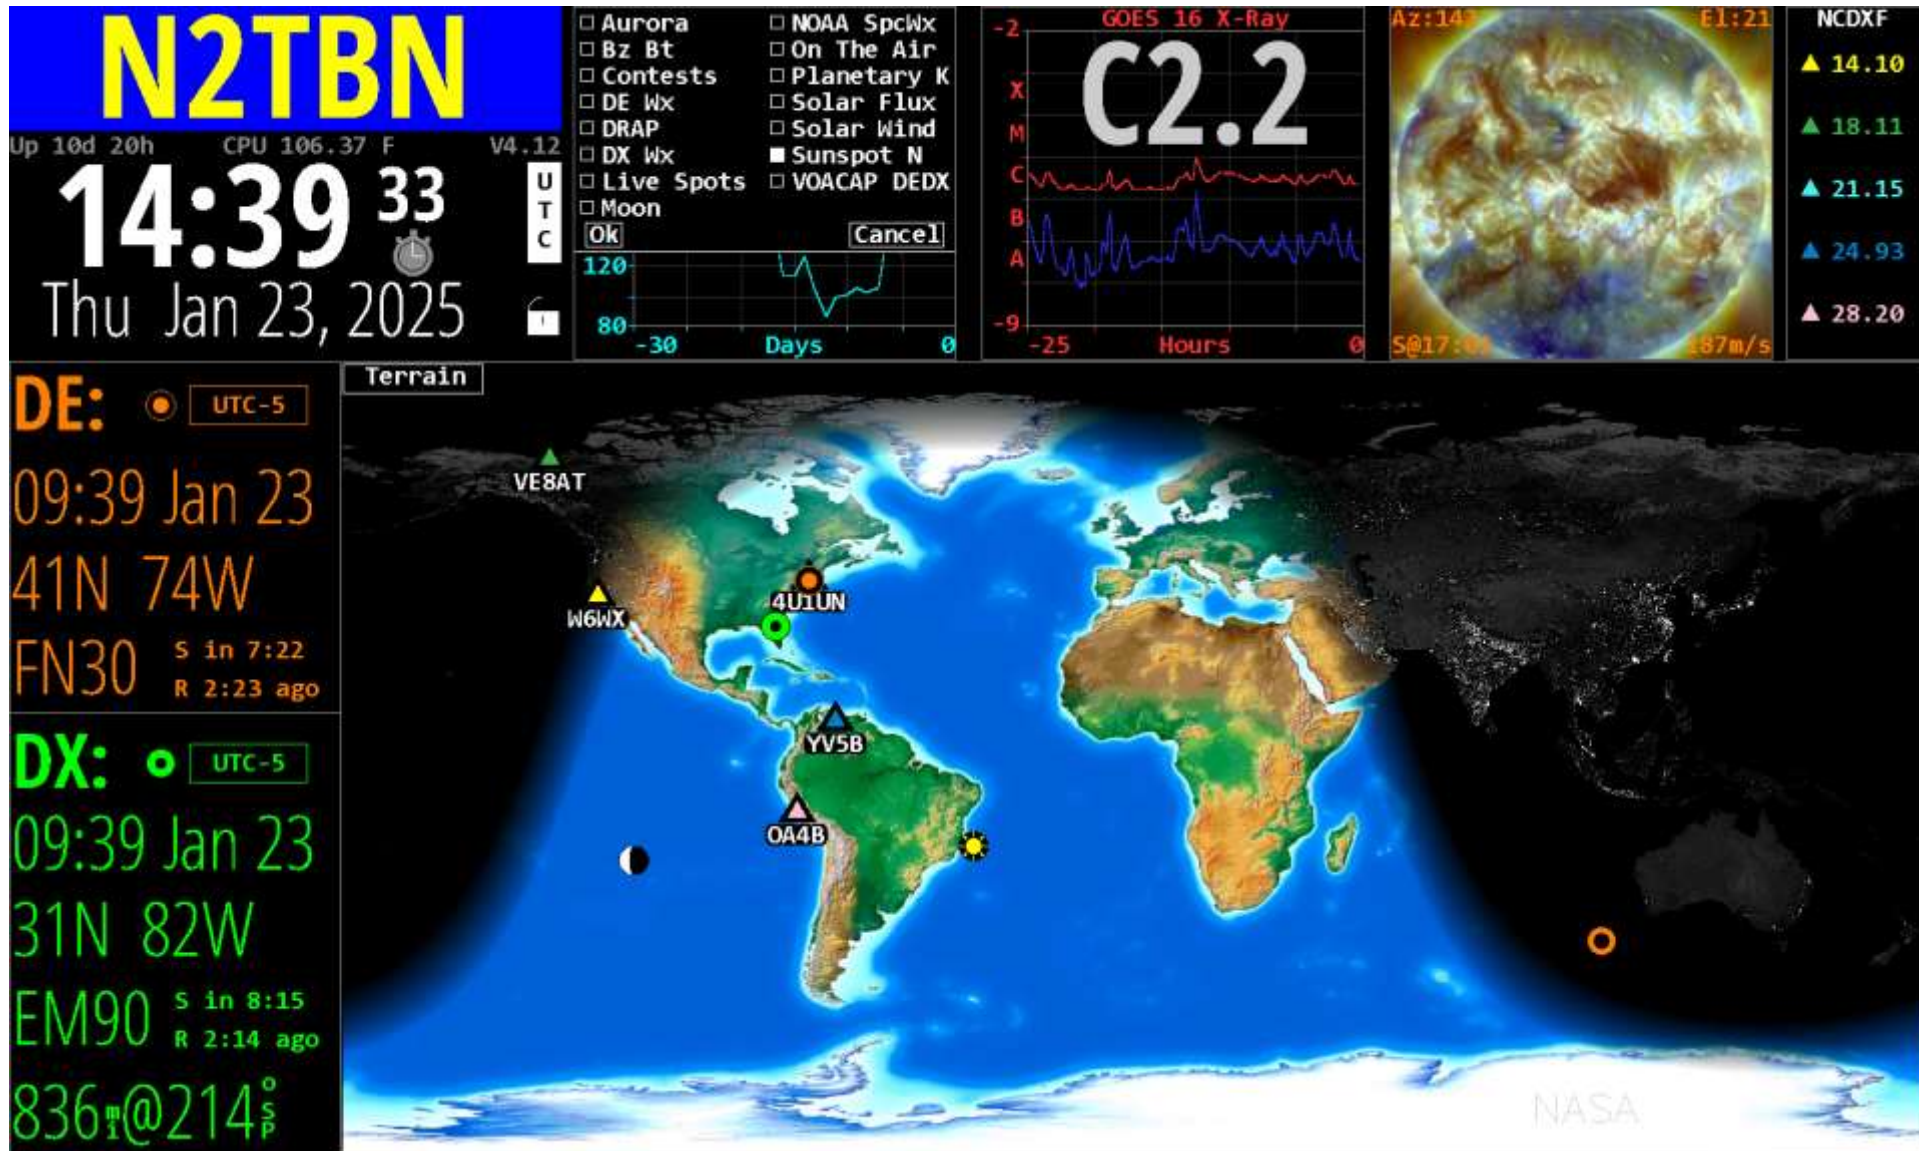 N2TBN
Up 10d 20h CPU 106.37 F V4.12
14:39 33
UTC
Thu Jan 23, 2025
Aurora
Bz Bt
Contests
DE Wx
DRAP
DX Wx
Live Spots
Moon
NOAA SpcWx
On The Air
Planetary K
Solar Flux
Solar Wind
Sunspot N
VOACAP DEDX
Ok Cancel
120
80
-30 Days 0
GOES 16 X-Ray
C2.2
-2
X
M
C
B
A
-9
-25 Hours 0
El:21
NCDXF
14.10
18.11
21.15
24.93
28.20
DE: UTC-5
09:39 Jan 23
41N 74W
FN30
S in 7:22
R 2:23 ago
DX: UTC-5
09:39 Jan 23
31N 82W
EM90
S in 8:15
R 2:14 ago
836mi@214° SP
Terrain
VE8AT
W6WX
4U1UN
YV5B
OA4B
NASA